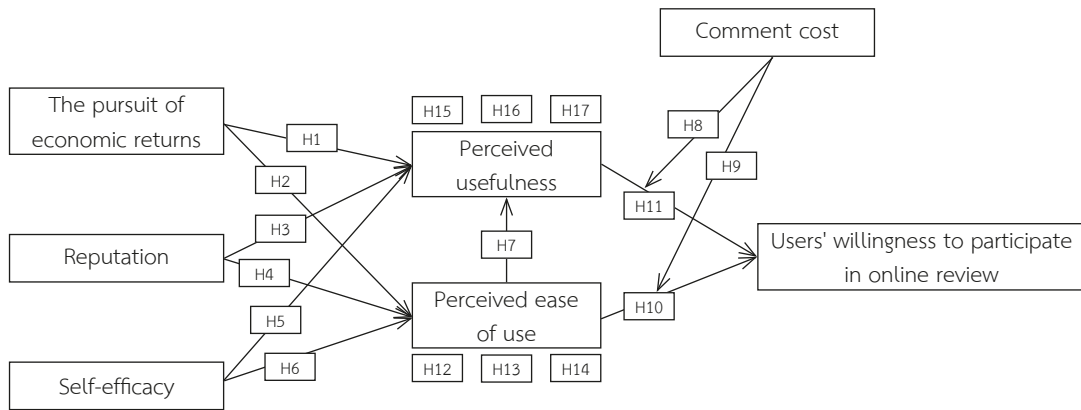 Comment cost
The pursuit of
economic returns
H15
H16
H17
H1
H8
Perceived
usefulness
H9
H2
H11
H3
H7
Reputation
Users' willingness to participate
in online review
H4
Perceived ease
of use
H10
H5
H6
H12
H13
H14
Self-efficacy